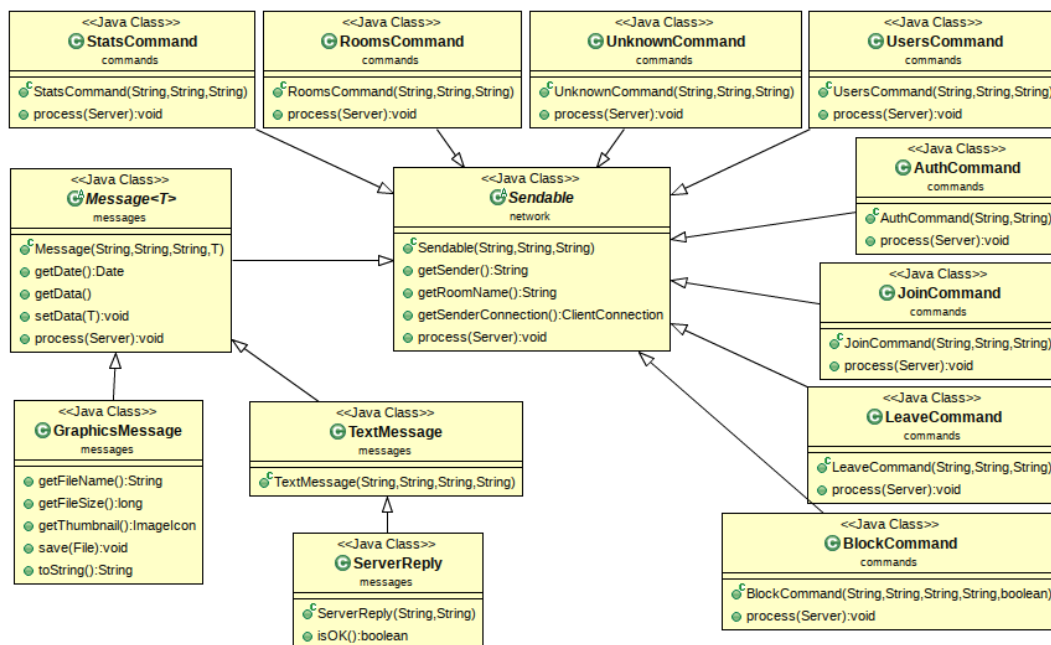 <<Java Class>>
StatsCommand
commands
StatsCommand(String,String,String)
process(Server):void
<<Java Class>>
RoomsCommand
commands
RoomsCommand(String,String,String)
process(Server):void
<<Java Class>>
UnknownCommand
commands
UnknownCommand(String,String,String)
process(Server):void
<<Java Class>>
UsersCommand
commands
UsersCommand(String,String,String)
process(Server):void
<<Java Class>>
Message<T>
messages
Message(String,String,String,T)
getDate():Date
getData()
setData(T):void
process(Server):void
<<Java Class>>
Sendable
network
Sendable(String,String,String)
getSender():String
getRoomName():String
getSenderConnection():ClientConnection
process(Server):void
<<Java Class>>
AuthCommand
commands
AuthCommand(String,String)
process(Server):void
<<Java Class>>
JoinCommand
commands
JoinCommand(String,String,String)
process(Server):void
<<Java Class>>
LeaveCommand
commands
LeaveCommand(String,String,String)
process(Server):void
<<Java Class>>
GraphicsMessage
messages
getFileName():String
getFileSize():long
getThumbnail():ImageIcon
save(File):void
toString():String
<<Java Class>>
TextMessage
messages
TextMessage(String,String,String,String)
<<Java Class>>
ServerReply
messages
ServerReply(String,String)
isOK():boolean
<<Java Class>>
BlockCommand
commands
BlockCommand(String,String,String,String,boolean)
process(Server):void